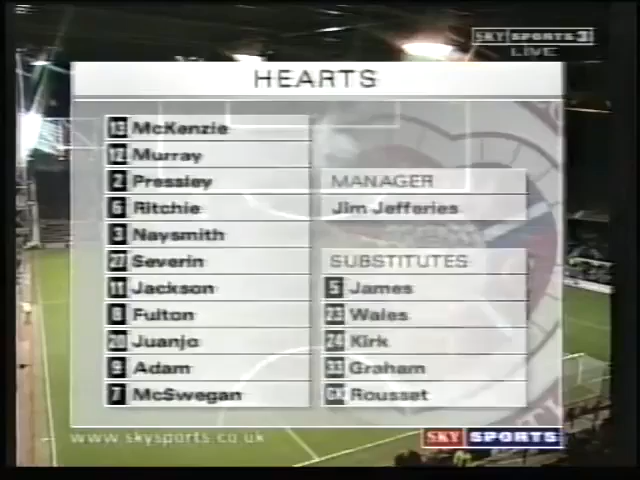 SKY SPORTS 3
LIVE
HEARTS
13 McKenzie
12 Murray
2 Pressley
6 Ritchie
3 Naysmith
27 Severin
11 Jackson
8 Fulton
20 Juanjo
9 Adam
7 McSwegan
MANAGER
Jim Jefferies
SUBSTITUTES
5 James
23 Wales
24 Kirk
33 Graham
GK Rousset
www.skysports.co.uk
SKY SPORTS